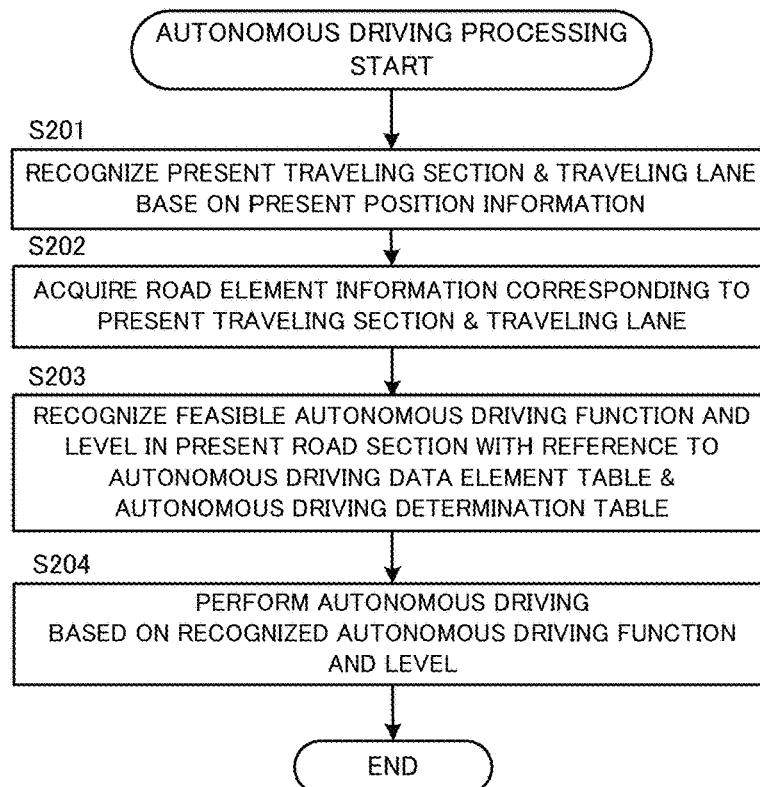 AUTONOMOUS DRIVING PROCESSING
START
S201
RECOGNIZE PRESENT TRAVELING SECTION & TRAVELING LANE
BASE ON PRESENT POSITION INFORMATION
S202
ACQUIRE ROAD ELEMENT INFORMATION CORRESPONDING TO
PRESENT TRAVELING SECTION & TRAVELING LANE
S203
RECOGNIZE FEASIBLE AUTONOMOUS DRIVING FUNCTION AND
LEVEL IN PRESENT ROAD SECTION WITH REFERENCE TO
AUTONOMOUS DRIVING DATA ELEMENT TABLE &
AUTONOMOUS DRIVING DETERMINATION TABLE
S204
PERFORM AUTONOMOUS DRIVING
BASED ON RECOGNIZED AUTONOMOUS DRIVING FUNCTION
AND LEVEL
END